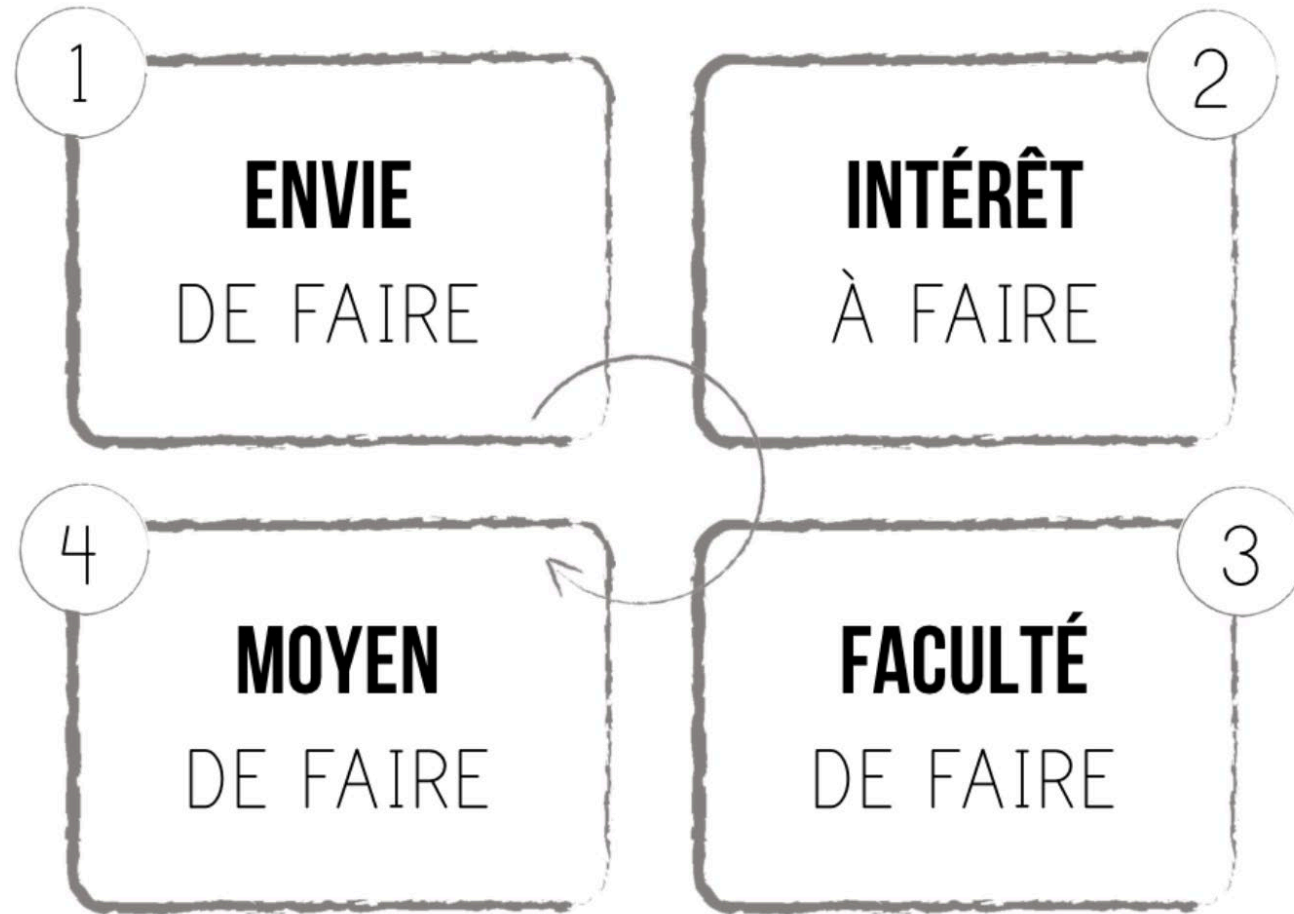 1
ENVIE
DE FAIRE
2
INTÉRÊT
À FAIRE
3
FACULTÉ
DE FAIRE
4
MOYEN
DE FAIRE